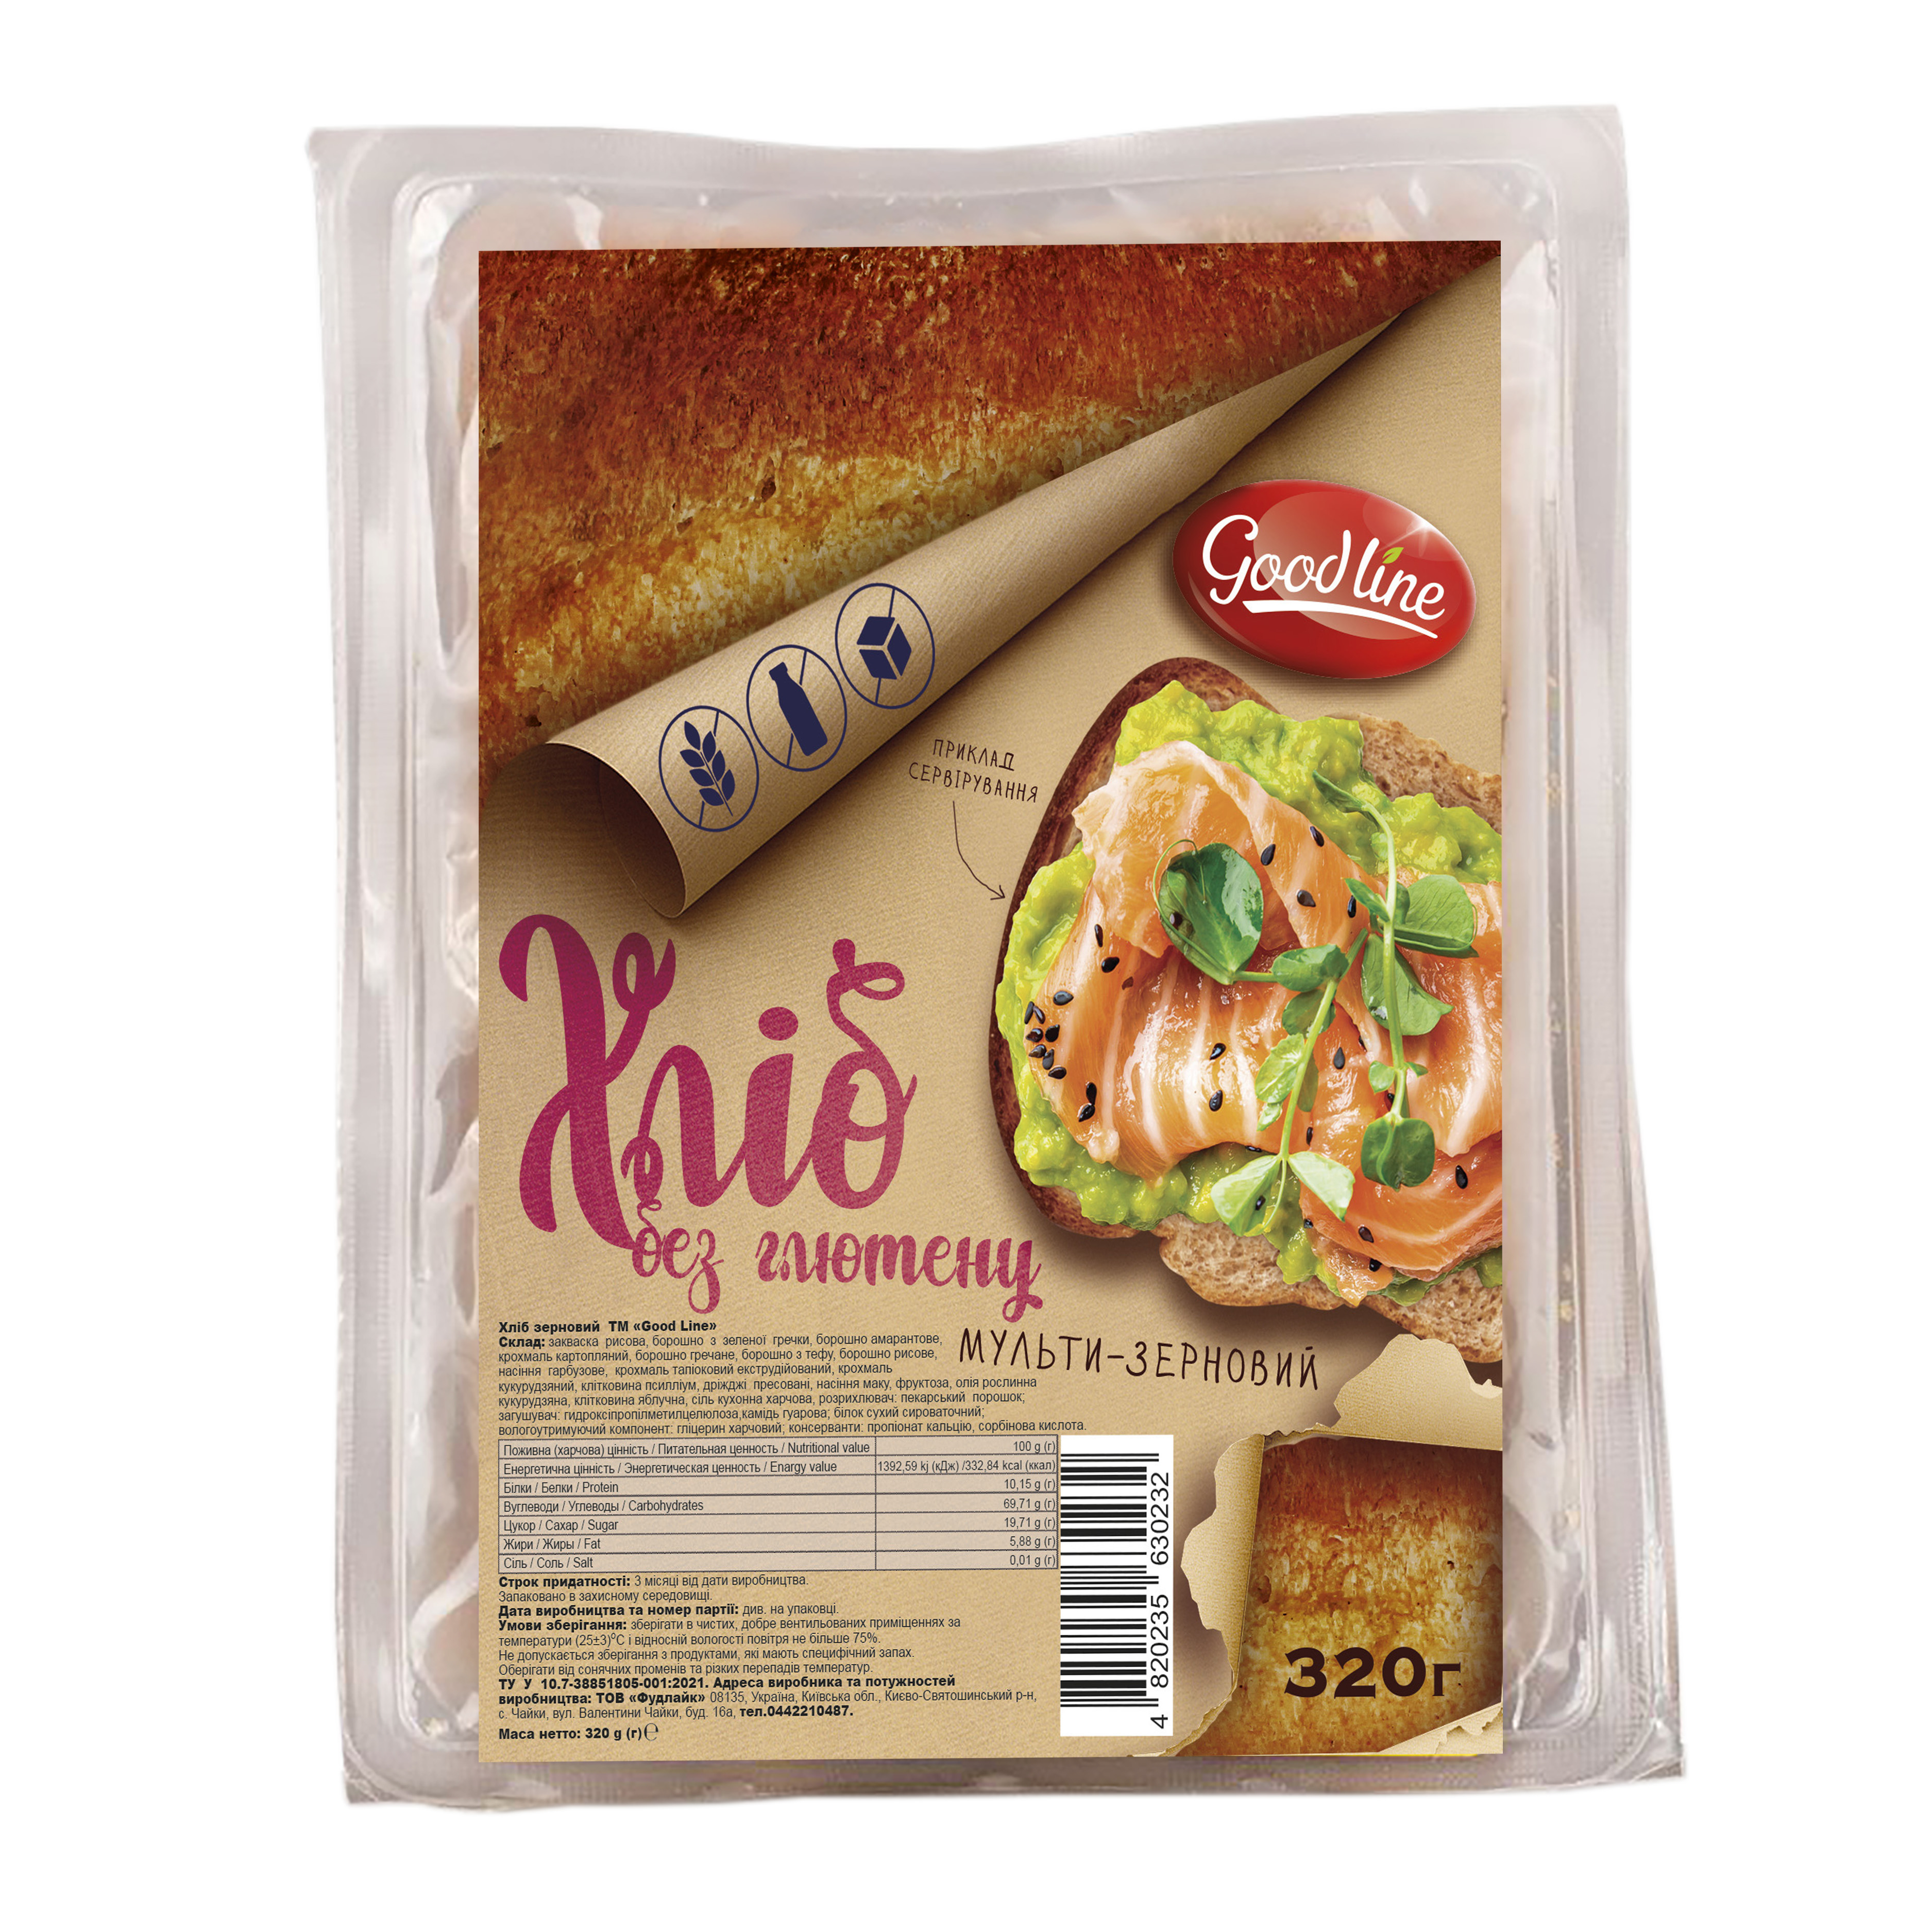 Good line
ПРИКЛАД
СЕРВІРУВАННЯ
Хліб
без глютену
МУЛЬТИ-ЗЕРНОВИЙ
Хліб зерновий ТМ «Good Line»
Склад: закваска рисова, борошно з зеленої гречки, борошно амарантове,
крохмаль картопляний, борошно гречане, борошно з тефу, борошно рисове,
насіння гарбузове, крохмаль тапіоковий екструдійований, крохмаль
кукурудзяний, клітковина псилліум, дріжджі пресовані, насіння маку, фруктоза, олія рослинна
кукурудзяна, клітковина яблучна, сіль кухонна харчова, розрихлювач: пекарський порошок;
загушувач: гидроксіпропілметилцелюлоза,камідь гуарова; білок сухий сироваточний;
вологоутримуючий компонент: гліцерин харчовий; консерванти: пропіонат кальцію, сорбінова кислота.
Поживна (харчова) цінність / Питательная ценность / Nutritional value 100 g (г)
Енергетична цінність / Энергетическая ценность / Enargy value 1392,59 kj (кДж) /332,84 kcal (ккал)
Білки / Белки / Protein 10,15 g (г)
Вуглеводи / Углеводы / Carbohydrates 69,71 g (г)
Цукор / Сахар / Sugar 19,71 g (г)
Жири / Жиры / Fat 5,88 g (г)
Сіль / Соль / Salt 0,01 g (г)
Строк придатності: 3 місяці від дати виробництва.
Запаковано в захисному середовищі.
Дата виробництва та номер партії: див. на упаковці.
Умови зберігання: зберігати в чистих, добре вентильованих приміщеннях за
температури (25±3)⁰С і відносній вологості повітря не більше 75%.
Не допускається зберігання з продуктами, які мають специфічний запах.
Оберігати від сонячних променів та різких перепадів температур.
ТУ У 10.7-38851805-001:2021. Адреса виробника та потужностей
виробництва: ТОВ «Фудлайк» 08135, Україна, Київська обл., Києво-Святошинський р-н,
с. Чайки, вул. Валентини Чайки, буд. 16а, тел.0442210487.
Маса нетто: 320 g (г) ℮
4 820235 630232
320г